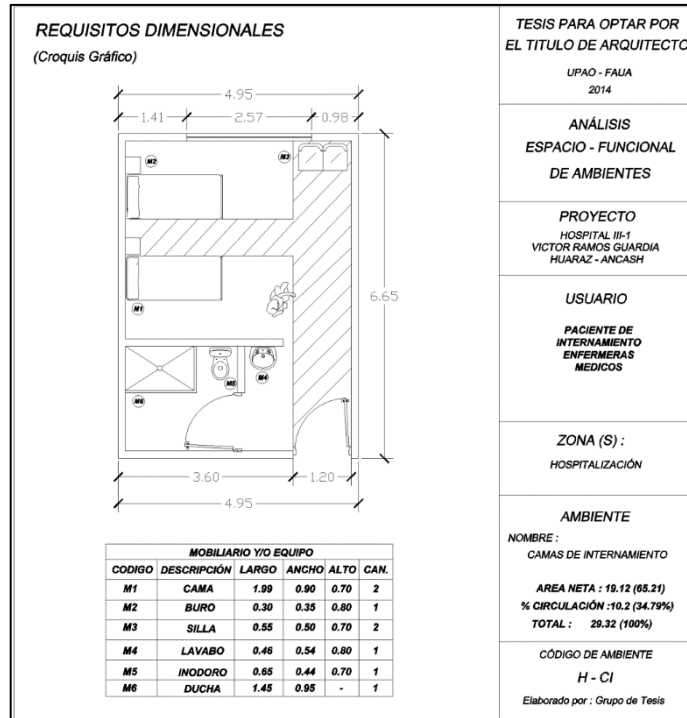 REQUISITOS DIMENSIONALES
(Croquis Gráfico)
4.95
1.41 2.57 0.98
M2 M3
6.65
M1
M5 M4
M6
3.60 1.20
4.95
MOBILIARIO Y/O EQUIPO
CODIGO DESCRIPCIÓN LARGO ANCHO ALTO CAN.
M1 CAMA 1.99 0.90 0.70 2
M2 BURO 0.30 0.35 0.80 1
M3 SILLA 0.55 0.50 0.70 2
M4 LAVABO 0.46 0.54 0.80 1
M5 INODORO 0.65 0.44 0.70 1
M6 DUCHA 1.45 0.95 - 1
TESIS PARA OPTAR POR
EL TITULO DE ARQUITECTO
UPAO - FAUA
2014
ANÁLISIS
ESPACIO - FUNCIONAL
DE AMBIENTES
PROYECTO
HOSPITAL III-1
VICTOR RAMOS GUARDIA
HUARAZ - ANCASH
USUARIO
PACIENTE DE
INTERNAMIENTO
ENFERMERAS
MEDICOS
ZONA (S) :
HOSPITALIZACIÓN
AMBIENTE
NOMBRE :
CAMAS DE INTERNAMIENTO
AREA NETA : 19.12 (65.21)
% CIRCULACIÓN :10.2 (34.79%)
TOTAL : 29.32 (100%)
CÓDIGO DE AMBIENTE
H - CI
Elaborado por : Grupo de Tesis